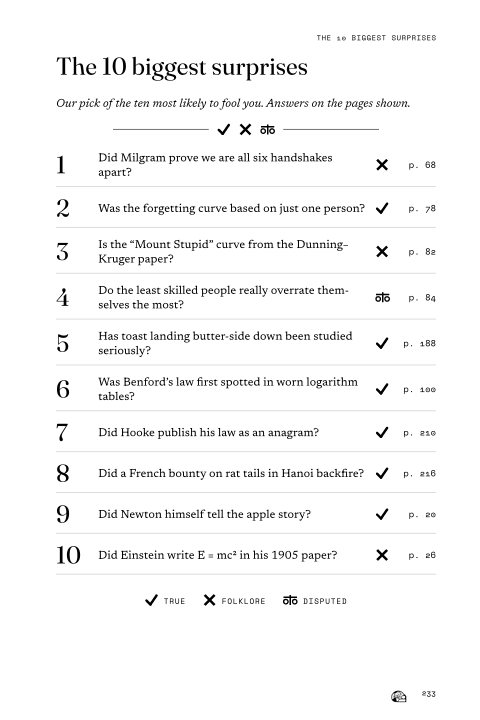 THE 10 BIGGEST SURPRISES
The 10 biggest surprises
Our pick of the ten most likely to fool you. Answers on the pages shown.
1 Did Milgram prove we are all six handshakes
apart? p. 68
2 Was the forgetting curve based on just one person? p. 78
3 Is the “Mount Stupid” curve from the Dunning–
Kruger paper? p. 82
4 Do the least skilled people really overrate them-
selves the most? p. 84
5 Has toast landing butter-side down been studied
seriously? p. 188
6 Was Benford’s law first spotted in worn logarithm
tables? p. 100
7 Did Hooke publish his law as an anagram? p. 210
8 Did a French bounty on rat tails in Hanoi backfire? p. 216
9 Did Newton himself tell the apple story? p. 20
10 Did Einstein write E = mc² in his 1905 paper? p. 26
TRUE FOLKLORE DISPUTED
233